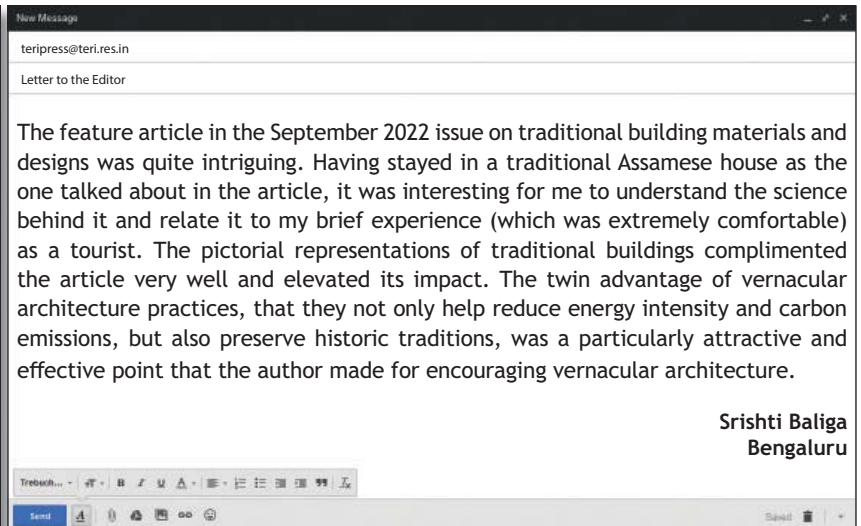 New Message
teripress@teri.res.in
Letter to the Editor
The feature article in the September 2022 issue on traditional building materials and
designs was quite intriguing. Having stayed in a traditional Assamese house as the
one talked about in the article, it was interesting for me to understand the science
behind it and relate it to my brief experience (which was extremely comfortable)
as a tourist. The pictorial representations of traditional buildings complimented
the article very well and elevated its impact. The twin advantage of vernacular
architecture practices, that they not only help reduce energy intensity and carbon
emissions, but also preserve historic traditions, was a particularly attractive and
effective point that the author made for encouraging vernacular architecture.
Srishti Baliga
Bengaluru
Trebuch...
Send Saved